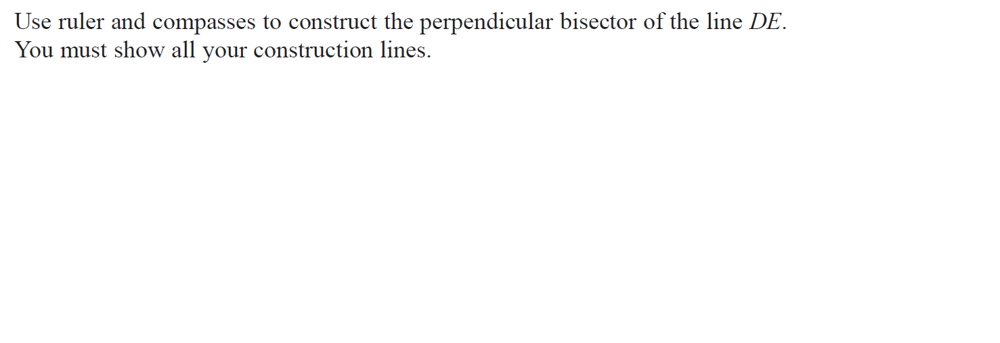 Use ruler and compasses to construct the perpendicular bisector of the line DE.
You must show all your construction lines.